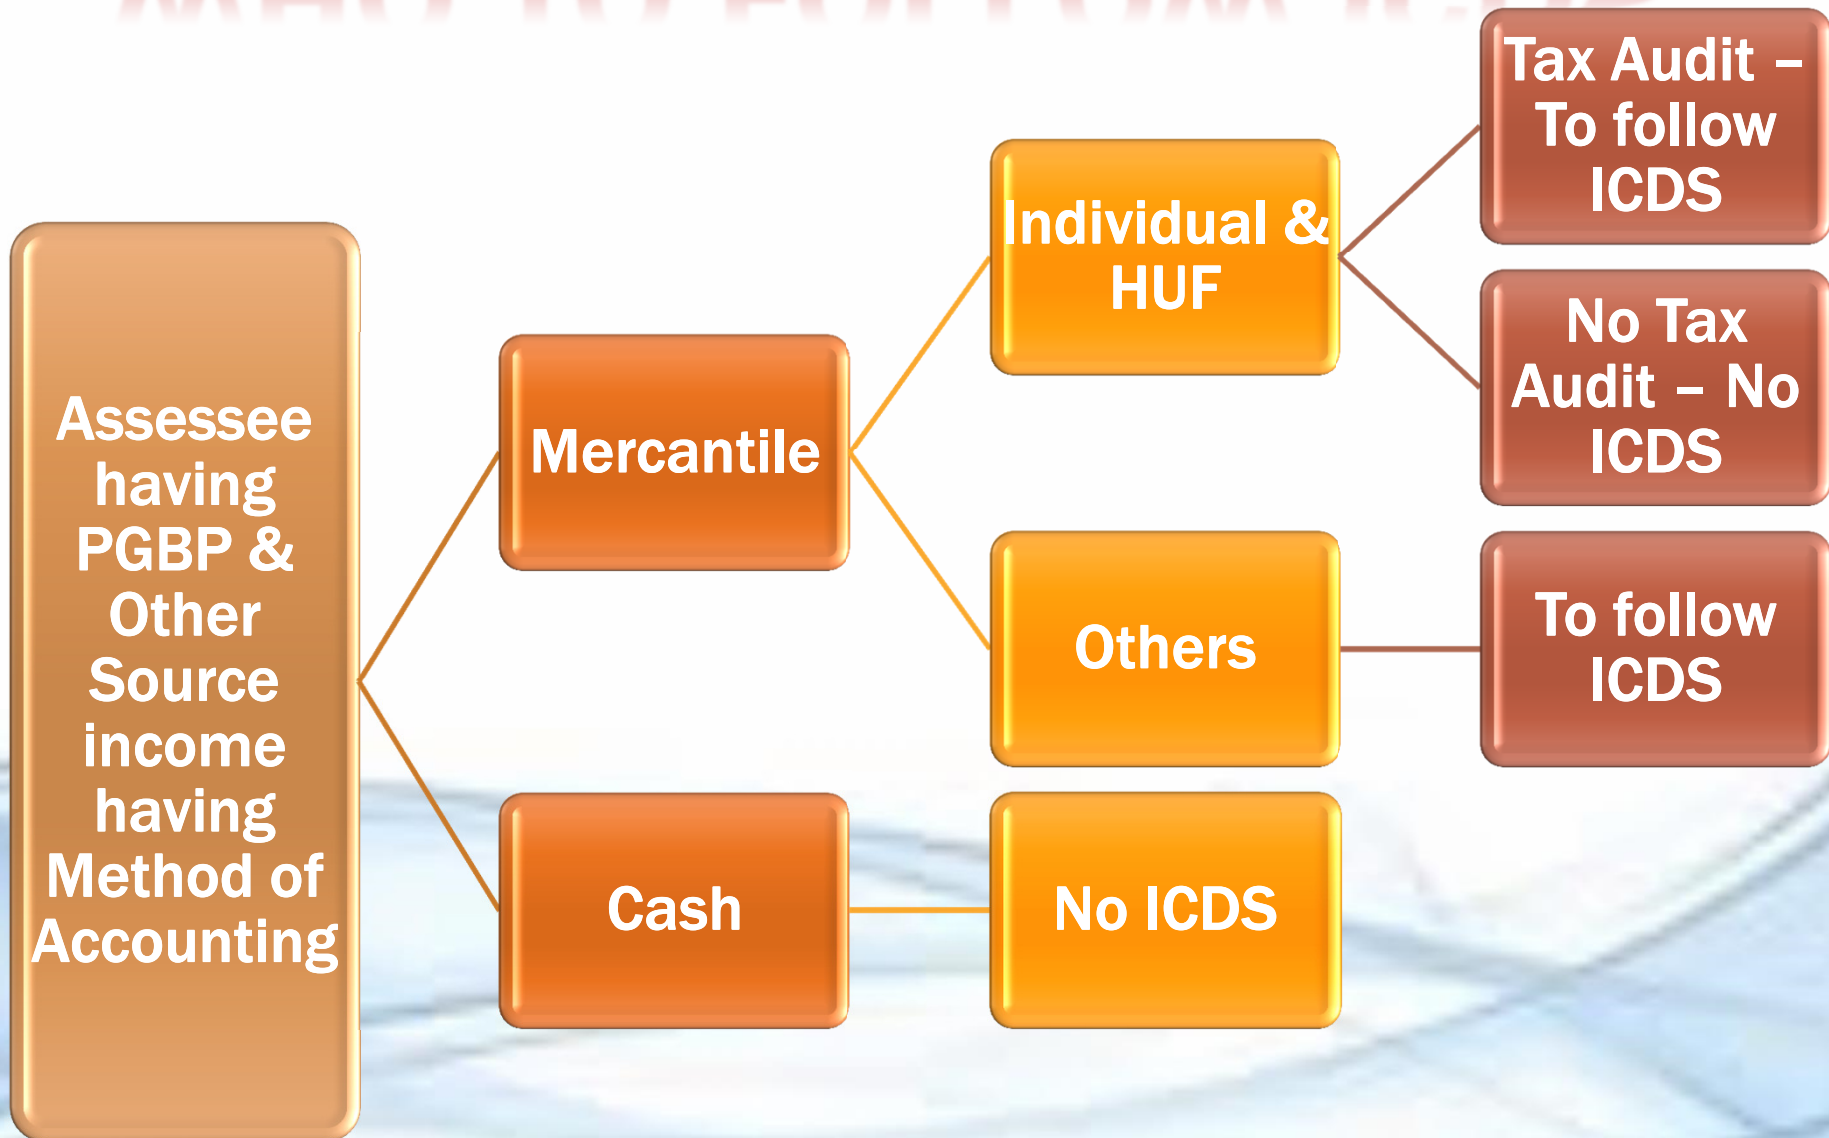 Assessee
having
PGBP &
Other
Source
income
having
Method of
Accounting
Mercantile
Cash
Individual &
HUF
Others
No ICDS
Tax Audit –
To follow
ICDS
No Tax
Audit – No
ICDS
To follow
ICDS